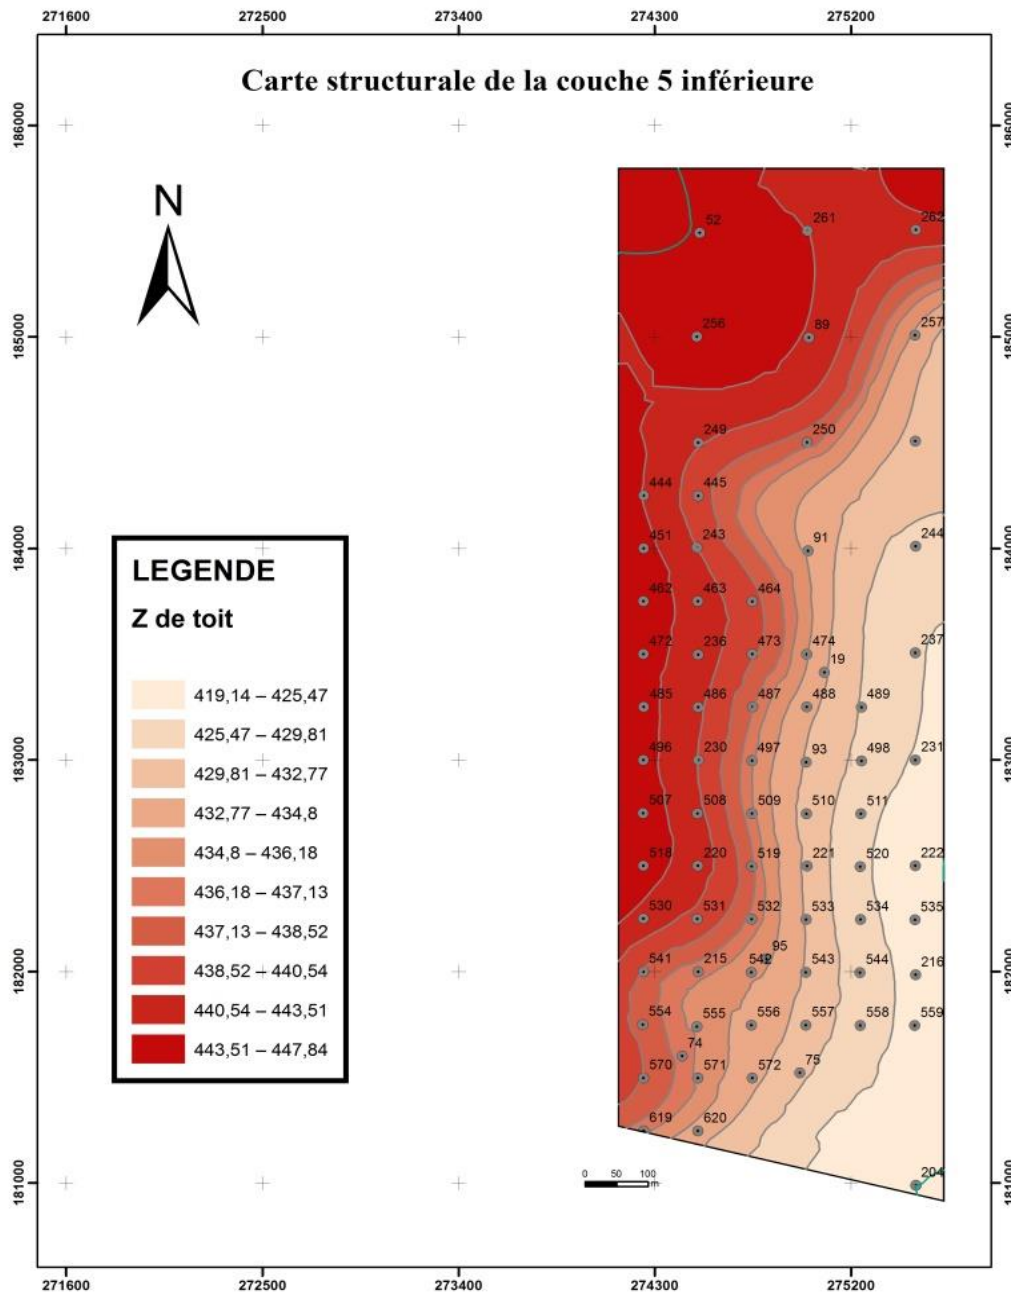 271600 272500 273400 274300 275200
Carte structurale de la couche 5 inférieure
186000 186000
N
52 261 262
185000 185000
256 89 257
249 250
444 445
184000 184000
451 243 91 244
462 463 464
472 236 473 474 237
19
485 486 487 488 489
183000 183000
496 230 497 93 498 231
507 508 509 510 511
518 220 519 221 520 222
530 531 532 533 534 535
182000 182000
95
541 215 542 543 544 216
554 555 556 557 558 559
74
570 571 572 75
619 620
181000 181000
204
0 50 100
m
LEGENDE
Z de toit
419,14 – 425,47
425,47 – 429,81
429,81 – 432,77
432,77 – 434,8
434,8 – 436,18
436,18 – 437,13
437,13 – 438,52
438,52 – 440,54
440,54 – 443,51
443,51 – 447,84
271600 272500 273400 274300 275200